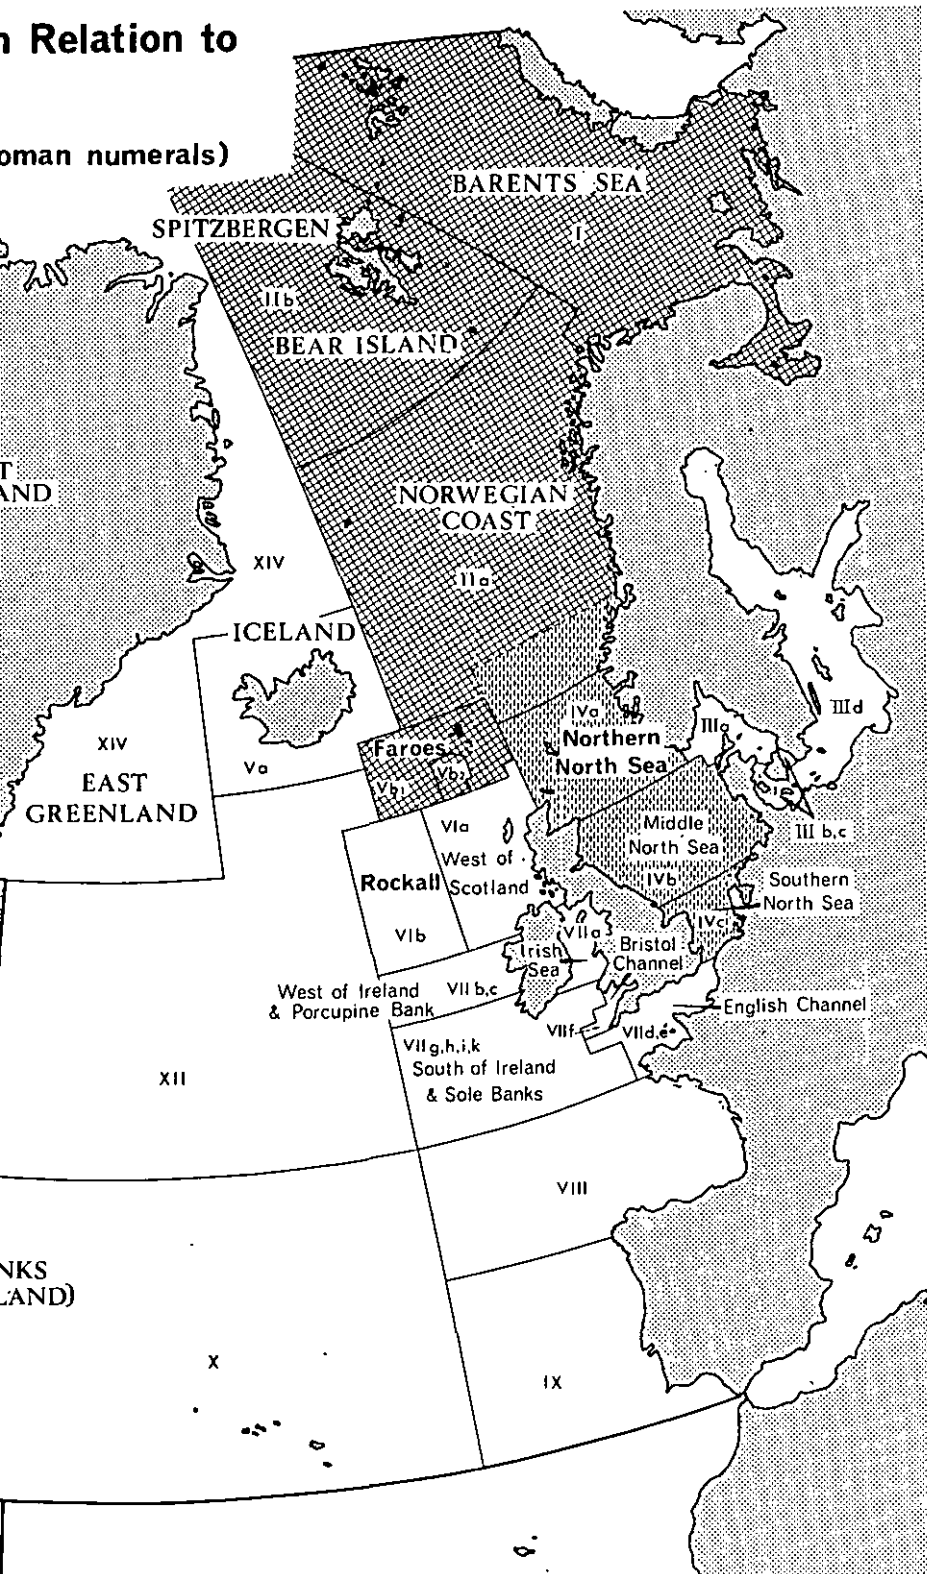 n Relation to
oman numerals)
BARENTS SEA
I
SPITZBERGEN
IIb
BEAR ISLAND
T
AND
NORWEGIAN
COAST
IIa
XIV
ICELAND
Va
XIV
EAST
GREENLAND
Faroes
Vb₁
Vb₂
IVa
Northern
North Sea
IIIa
IIId
III b,c
Middle
North Sea
IVb
Southern
North Sea
IVc
VIa
West of
Scotland
Rockall
VIb
VIIa
Irish
Sea
Bristol
Channel
West of Ireland
& Porcupine Bank
VII b,c
English Channel
VIIf
VIId,e
VIIg,h,i,k
South of Ireland
& Sole Banks
XII
VIII
NKS
LAND)
X
IX